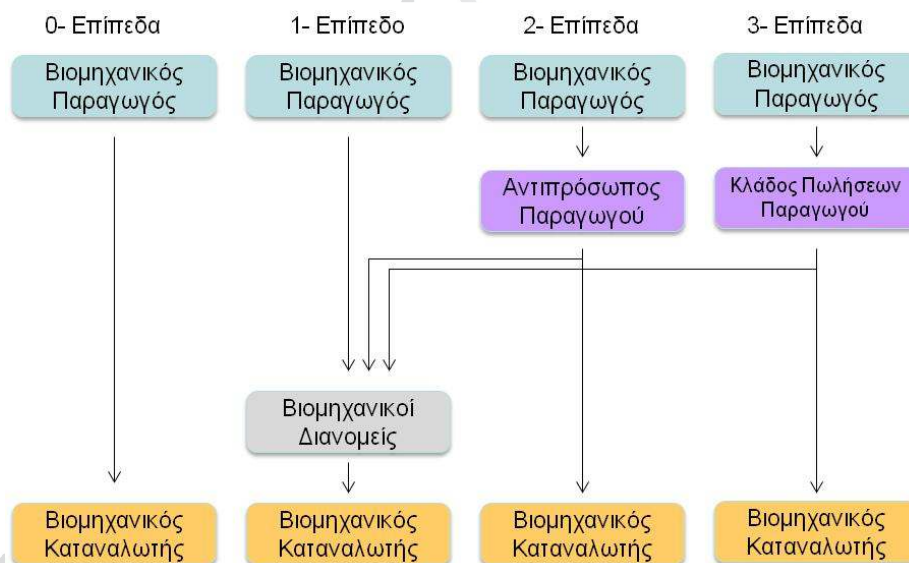 0- Επίπεδα 1- Επίπεδο 2- Επίπεδα 3- Επίπεδα
Βιομηχανικός
Παραγωγός
Βιομηχανικός
Παραγωγός
Βιομηχανικός
Παραγωγός
Βιομηχανικός
Παραγωγός
Αντιπρόσωπος
Παραγωγού
Κλάδος Πωλήσεων
Παραγωγού
Βιομηχανικοί
Διανομείς
Βιομηχανικός
Καταναλωτής
Βιομηχανικός
Καταναλωτής
Βιομηχανικός
Καταναλωτής
Βιομηχανικός
Καταναλωτής